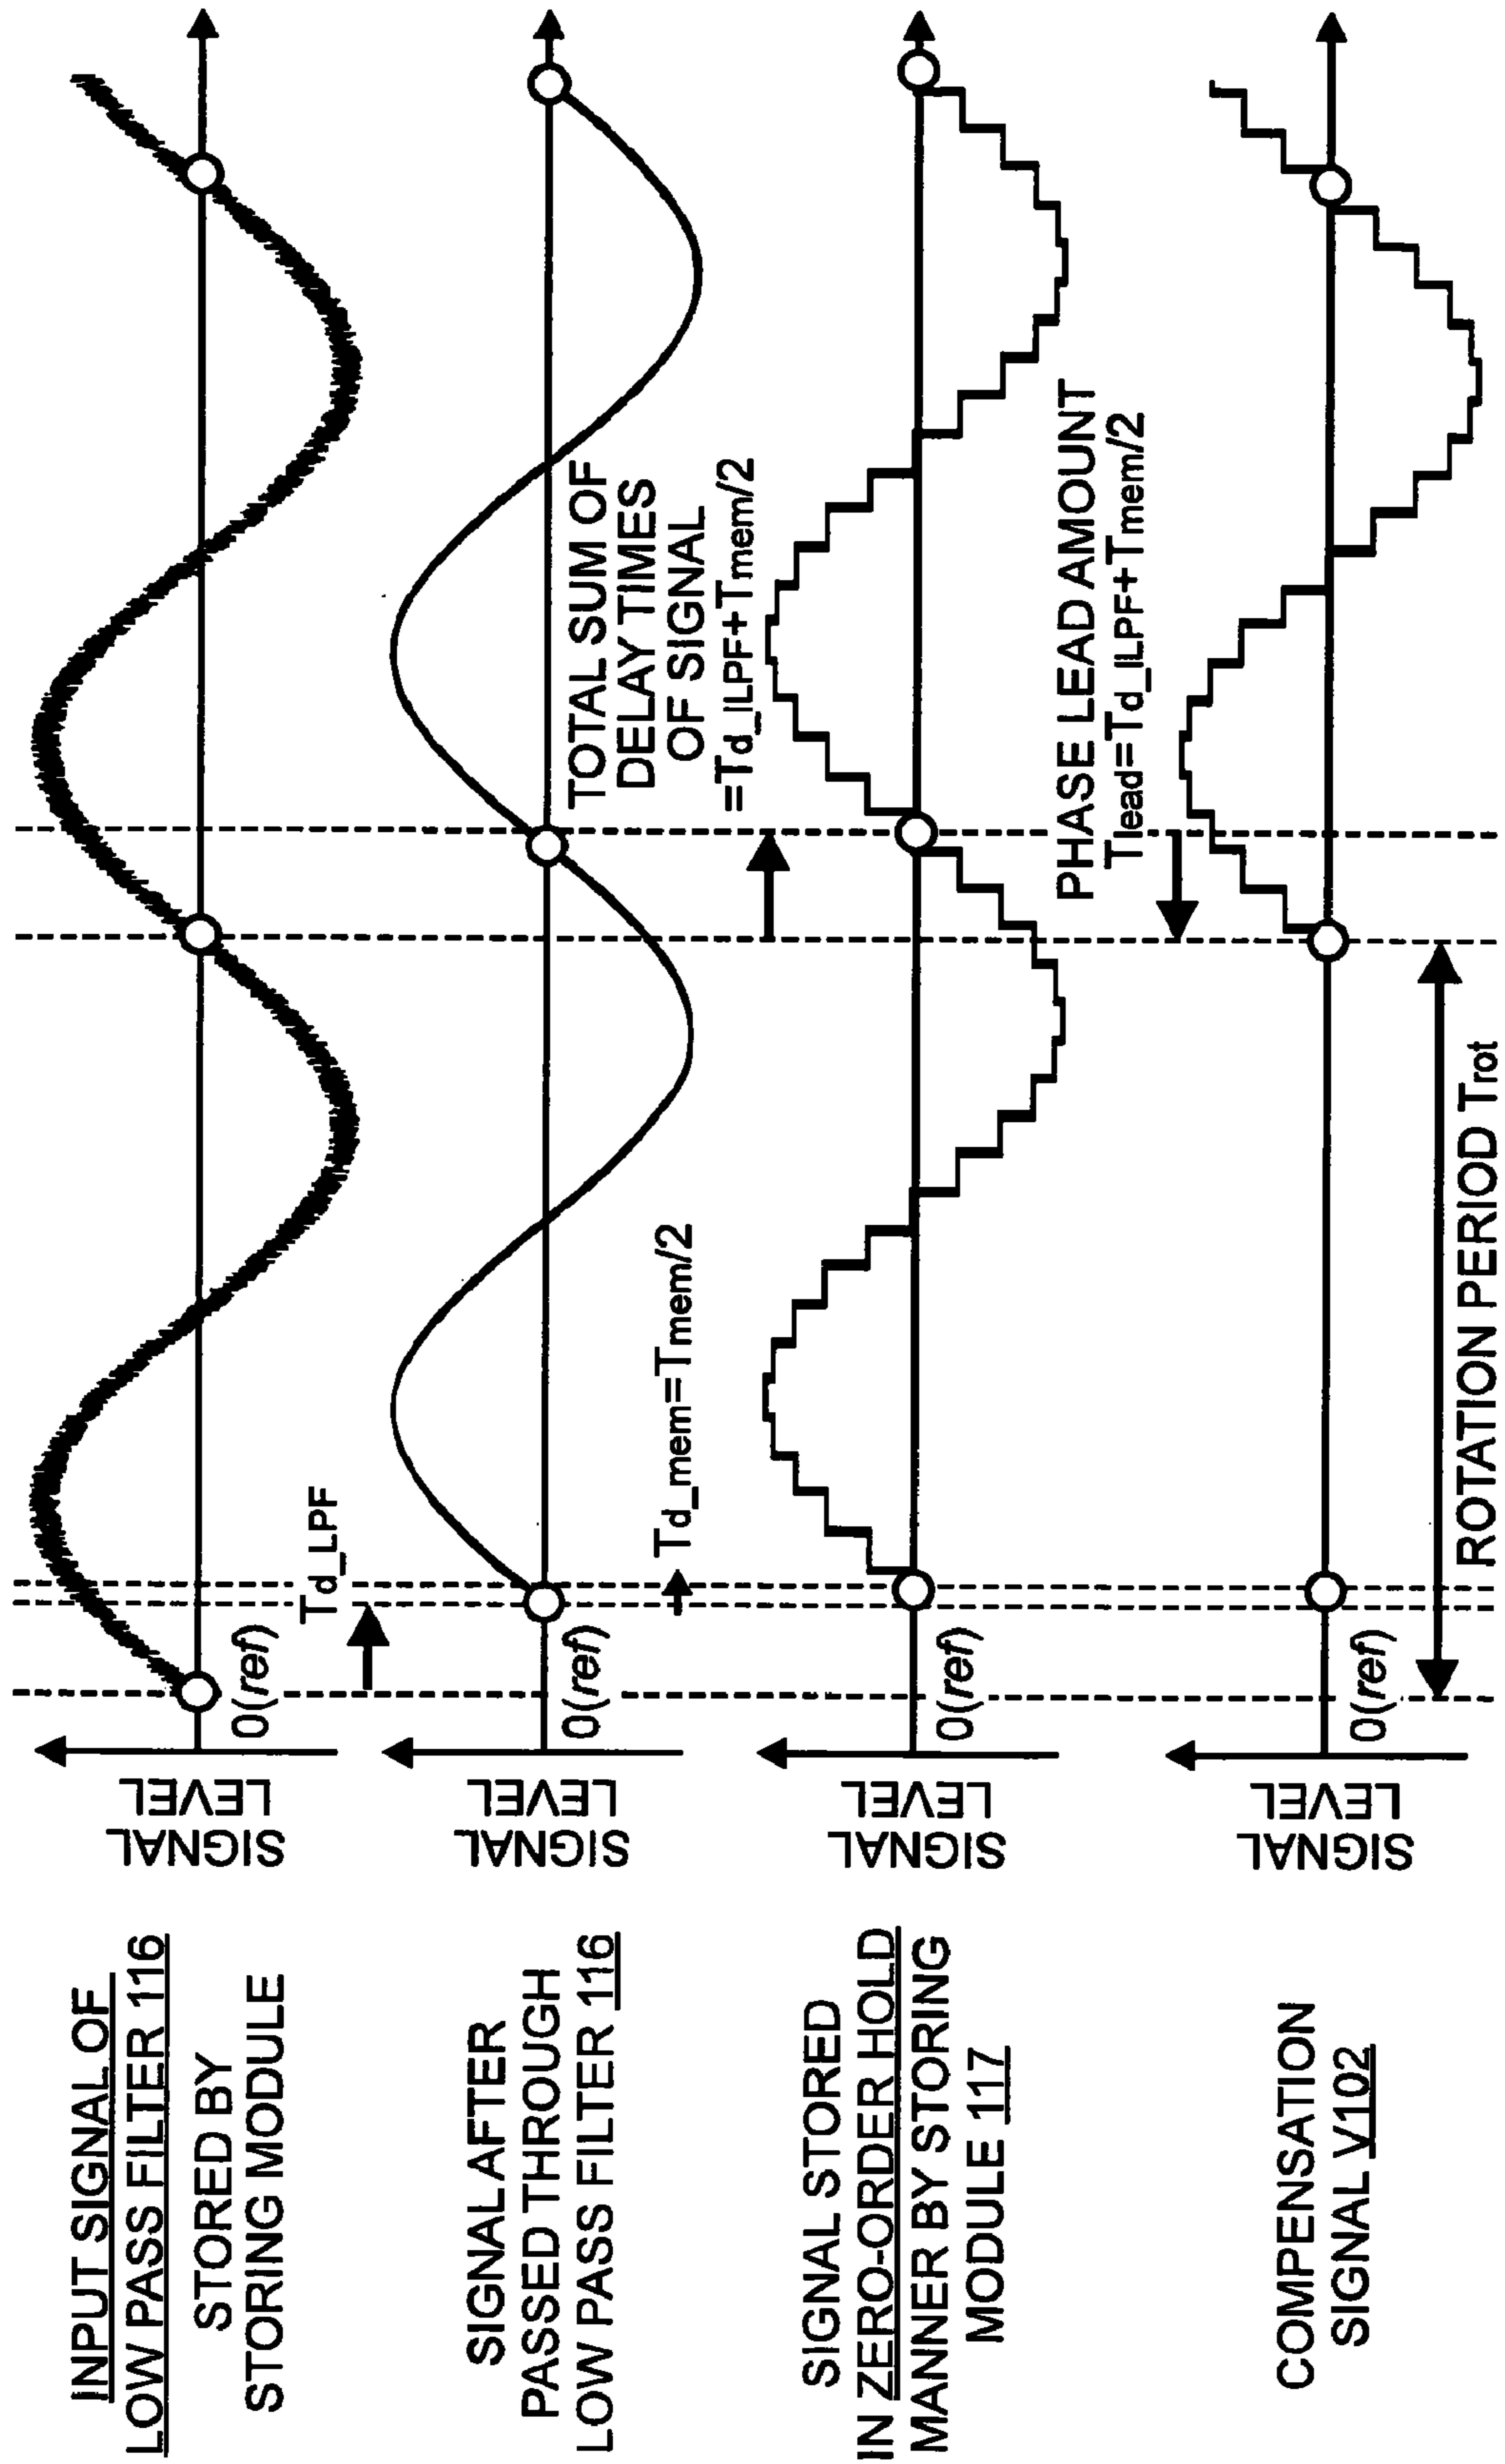 INPUT SIGNAL OF
LOW PASS FILTER 116
STORED BY
STORING MODULE
SIGNAL
LEVEL
0(ref)
Td_LPF
SIGNAL AFTER
PASSED THROUGH
LOW PASS FILTER 116
SIGNAL
LEVEL
0(ref)
Td_mem=Tmem/2
TOTAL SUM OF
DELAY TIMES
OF SIGNAL
=Td_lLPF+Tmem/2
SIGNAL STORED
IN ZERO-ORDER HOLD
MANNER BY STORING
MODULE 117
SIGNAL
LEVEL
0(ref)
PHASE LEAD AMOUNT
Tlead=Td_lLPF+Tmem/2
COMPENSATION
SIGNAL V102
SIGNAL
LEVEL
0(ref)
ROTATION PERIOD Trot